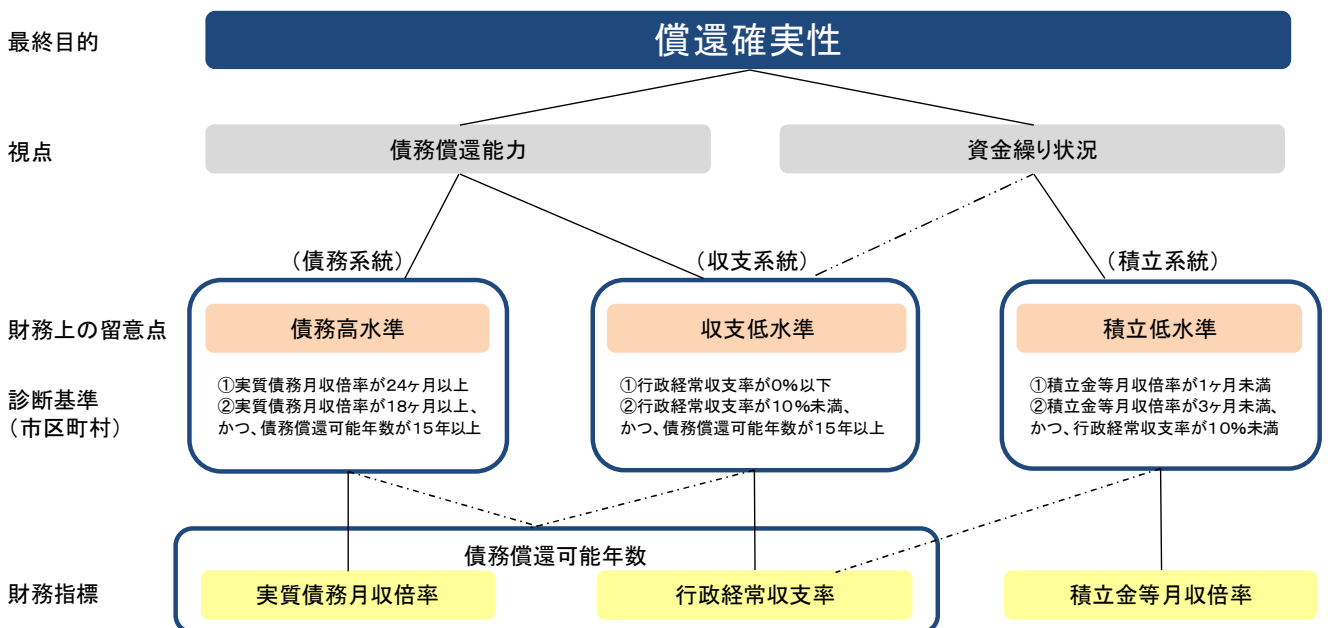 最終目的
償還確実性
視点
債務償還能力
資金繰り状況
(債務系統)
(収支系統)
(積立系統)
財務上の留意点
債務高水準
収支低水準
積立低水準
診断基準
(市区町村)
①実質債務月収倍率が24ヶ月以上
②実質債務月収倍率が18ヶ月以上、
かつ、債務償還可能年数が15年以上
①行政経常収支率が0%以下
②行政経常収支率が10%未満、
かつ、債務償還可能年数が15年以上
①積立金等月収倍率が1ヶ月未満
②積立金等月収倍率が3ヶ月未満、
かつ、行政経常収支率が10%未満
債務償還可能年数
財務指標
実質債務月収倍率
行政経常収支率
積立金等月収倍率